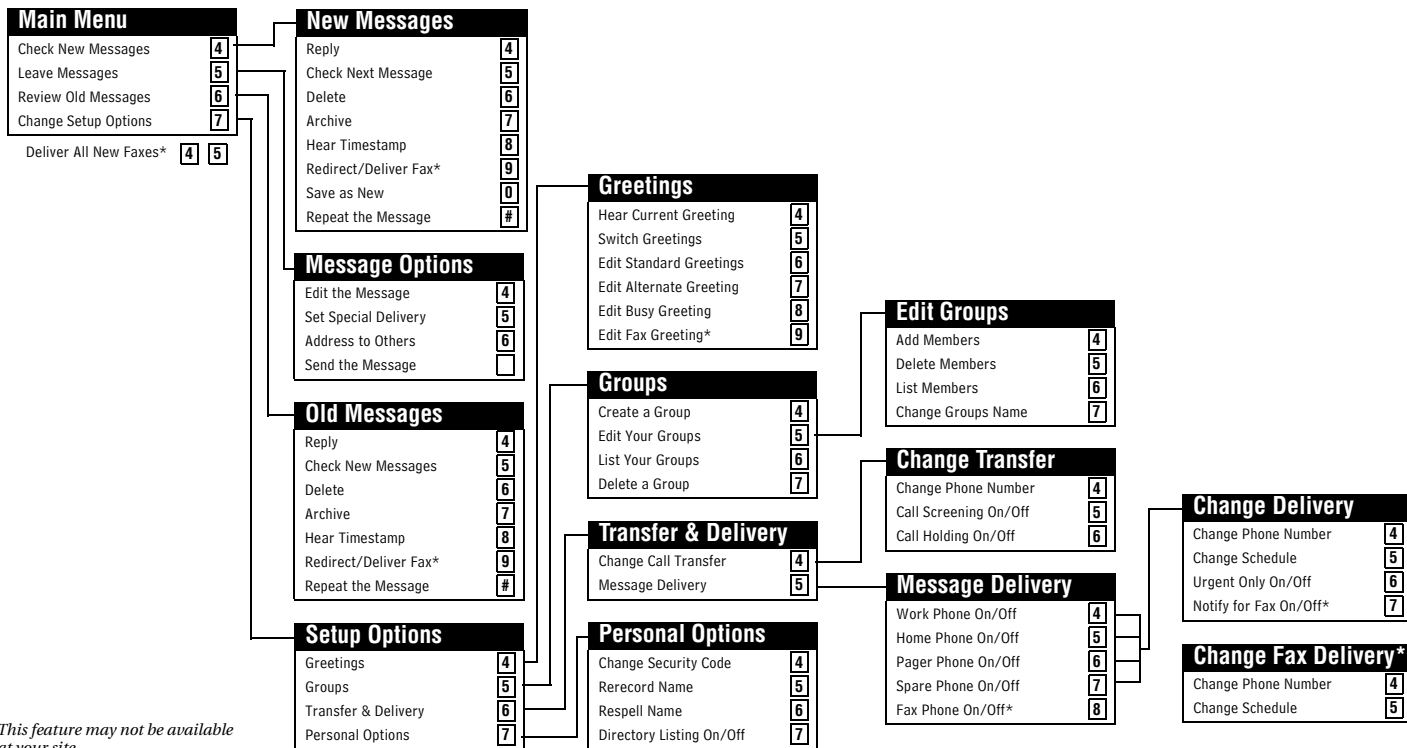 Main Menu
Check New Messages 4
Leave Messages 5
Review Old Messages 6
Change Setup Options 7
Deliver All New Faxes* 4 5
New Messages
Reply 4
Check Next Message 5
Delete 6
Archive 7
Hear Timestamp 8
Redirect/Deliver Fax* 9
Save as New 0
Repeat the Message #
Message Options
Edit the Message 4
Set Special Delivery 5
Address to Others 6
Send the Message
Old Messages
Reply 4
Check New Messages 5
Delete 6
Archive 7
Hear Timestamp 8
Redirect/Deliver Fax* 9
Repeat the Message #
Setup Options
Greetings 4
Groups 5
Transfer & Delivery 6
Personal Options 7
Greetings
Hear Current Greeting 4
Switch Greetings 5
Edit Standard Greetings 6
Edit Alternate Greeting 7
Edit Busy Greeting 8
Edit Fax Greeting* 9
Groups
Create a Group 4
Edit Your Groups 5
List Your Groups 6
Delete a Group 7
Transfer & Delivery
Change Call Transfer 4
Message Delivery 5
Personal Options
Change Security Code 4
Rerecord Name 5
Respell Name 6
Directory Listing On/Off 7
Edit Groups
Add Members 4
Delete Members 5
List Members 6
Change Groups Name 7
Change Transfer
Change Phone Number 4
Call Screening On/Off 5
Call Holding On/Off 6
Message Delivery
Work Phone On/Off 4
Home Phone On/Off 5
Pager Phone On/Off 6
Spare Phone On/Off 7
Fax Phone On/Off* 8
Change Delivery
Change Phone Number 4
Change Schedule 5
Urgent Only On/Off 6
Notify for Fax On/Off* 7
Change Fax Delivery*
Change Phone Number 4
Change Schedule 5
This feature may not be available
at your site